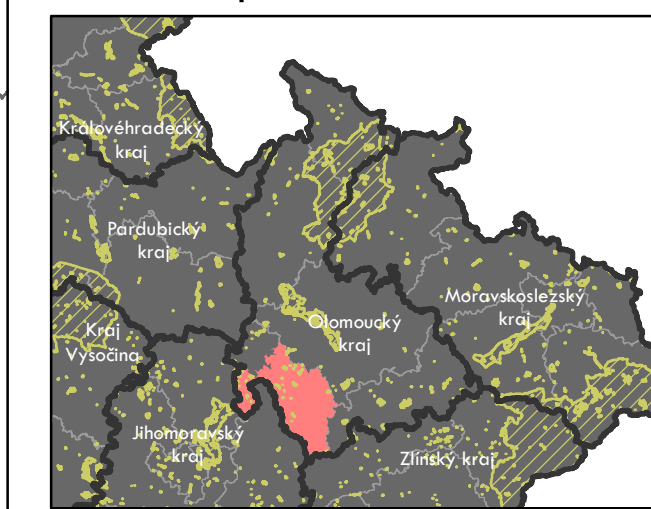 Královéhradecký
kraj
Pardubický
kraj
Moravskoslezský
kraj
Olomoucký
kraj
Kraj
Vysočina
Jihomoravský
kraj
Zlínský kraj